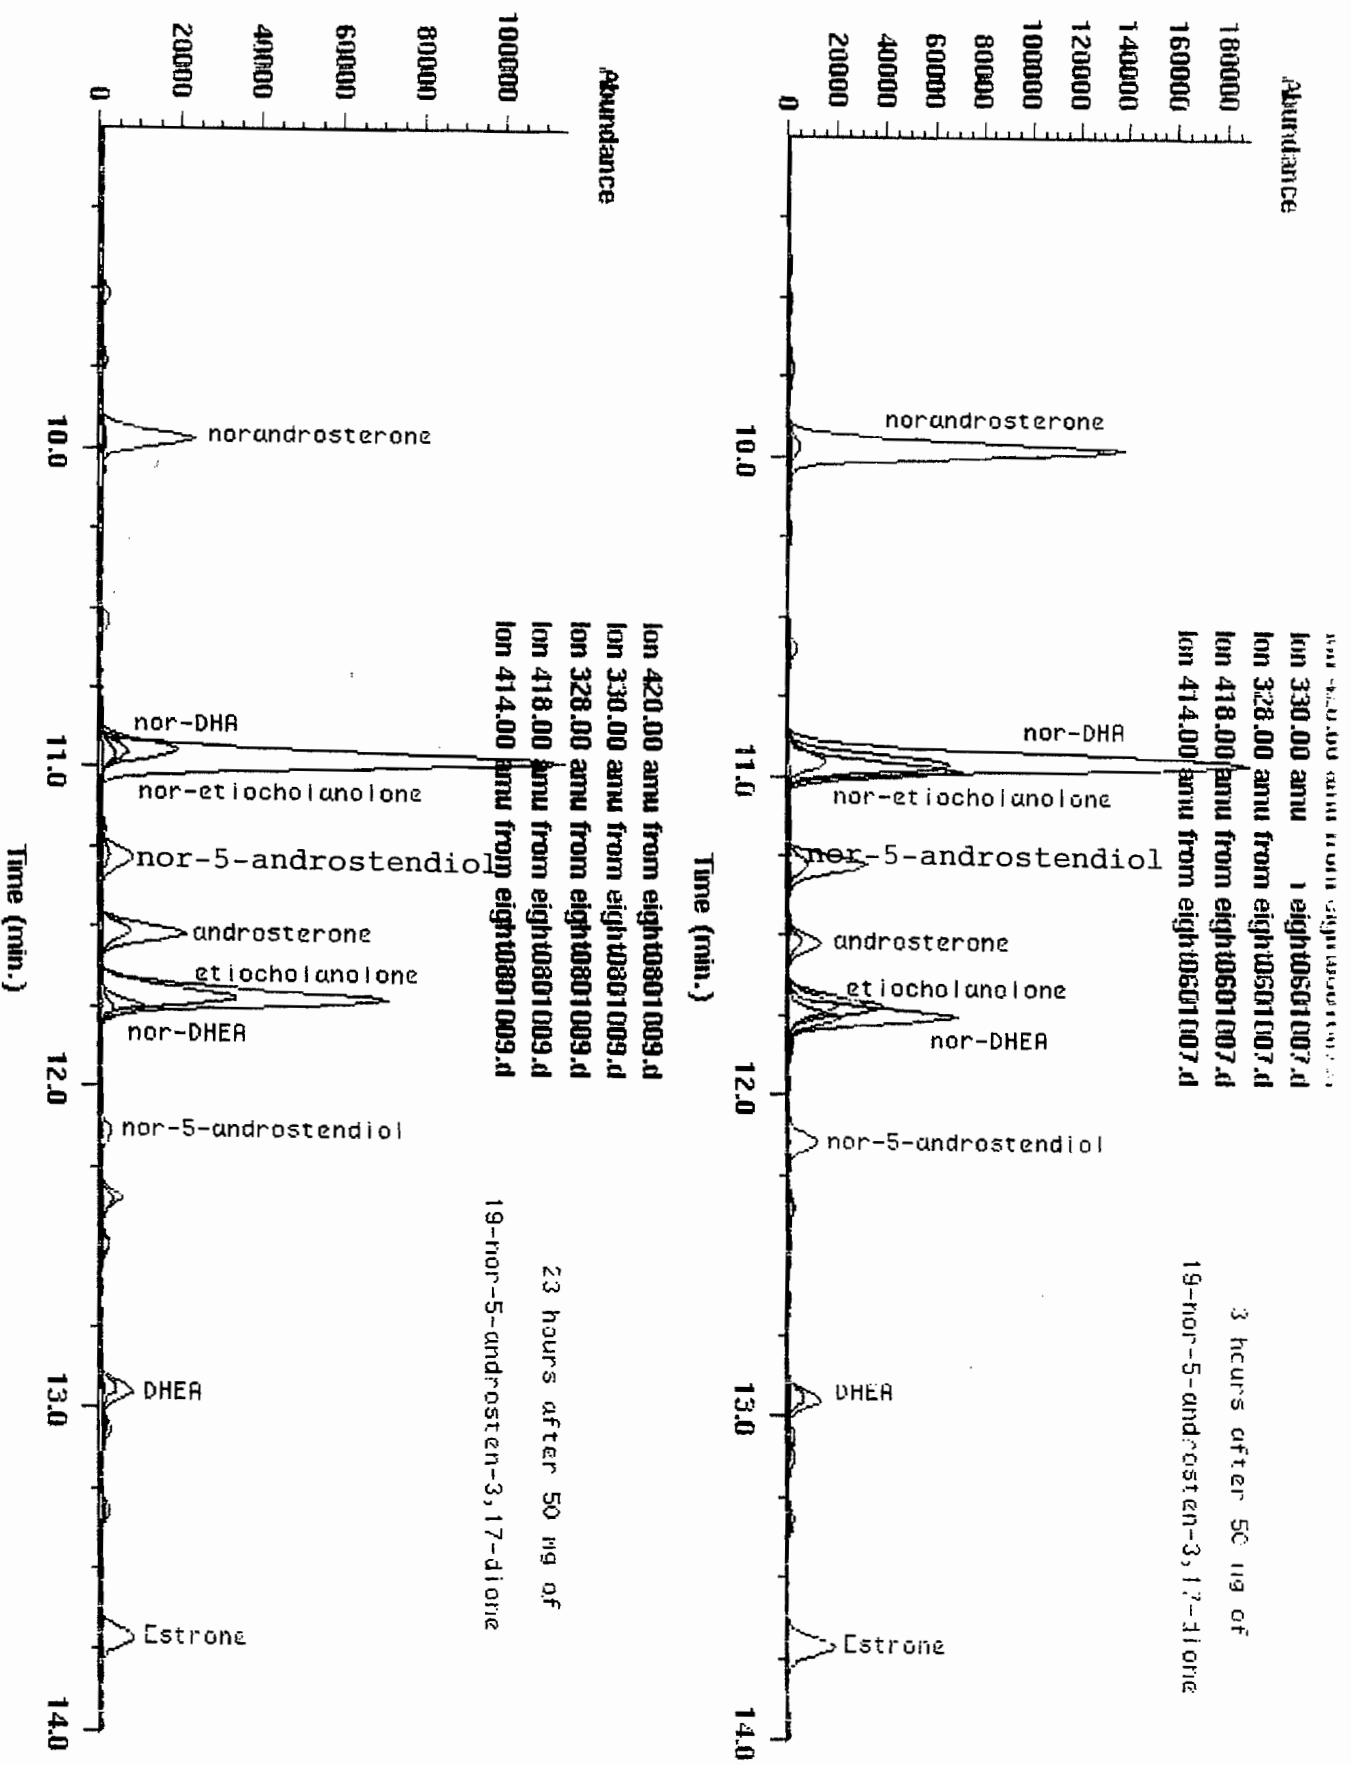 Abundance
180000
160000
140000
120000
100000
80000
60000
40000
20000
0
Ion 330.00 amu eight0601007.d
Ion 328.00 amu from eight0601007.d
Ion 418.00 amu from eight0601007.d
Ion 414.00 amu from eight0601007.d
3 hours after 50 mg of
19-nor-5-androsten-3,17-dione
norandrosterone
nor-DHA
nor-etiocholanolone
nor-5-androstendiol
androsterone
etiocholanolone
nor-DHEA
nor-5-androstendiol
DHEA
Estrone
10.0
11.0
12.0
13.0
14.0
Time (min.)
Abundance
100000
80000
60000
40000
20000
0
Ion 420.00 amu from eight0801009.d
Ion 330.00 amu from eight0801009.d
Ion 328.00 amu from eight0801009.d
Ion 418.00 amu from eight0801009.d
Ion 414.00 amu from eight0801009.d
23 hours after 50 mg of
19-nor-5-androsten-3,17-dione
norandrosterone
nor-DHA
nor-etiocholanolone
nor-5-androstendiol
androsterone
etiocholanolone
nor-DHEA
nor-5-androstendiol
DHEA
Estrone
10.0
11.0
12.0
13.0
14.0
Time (min.)